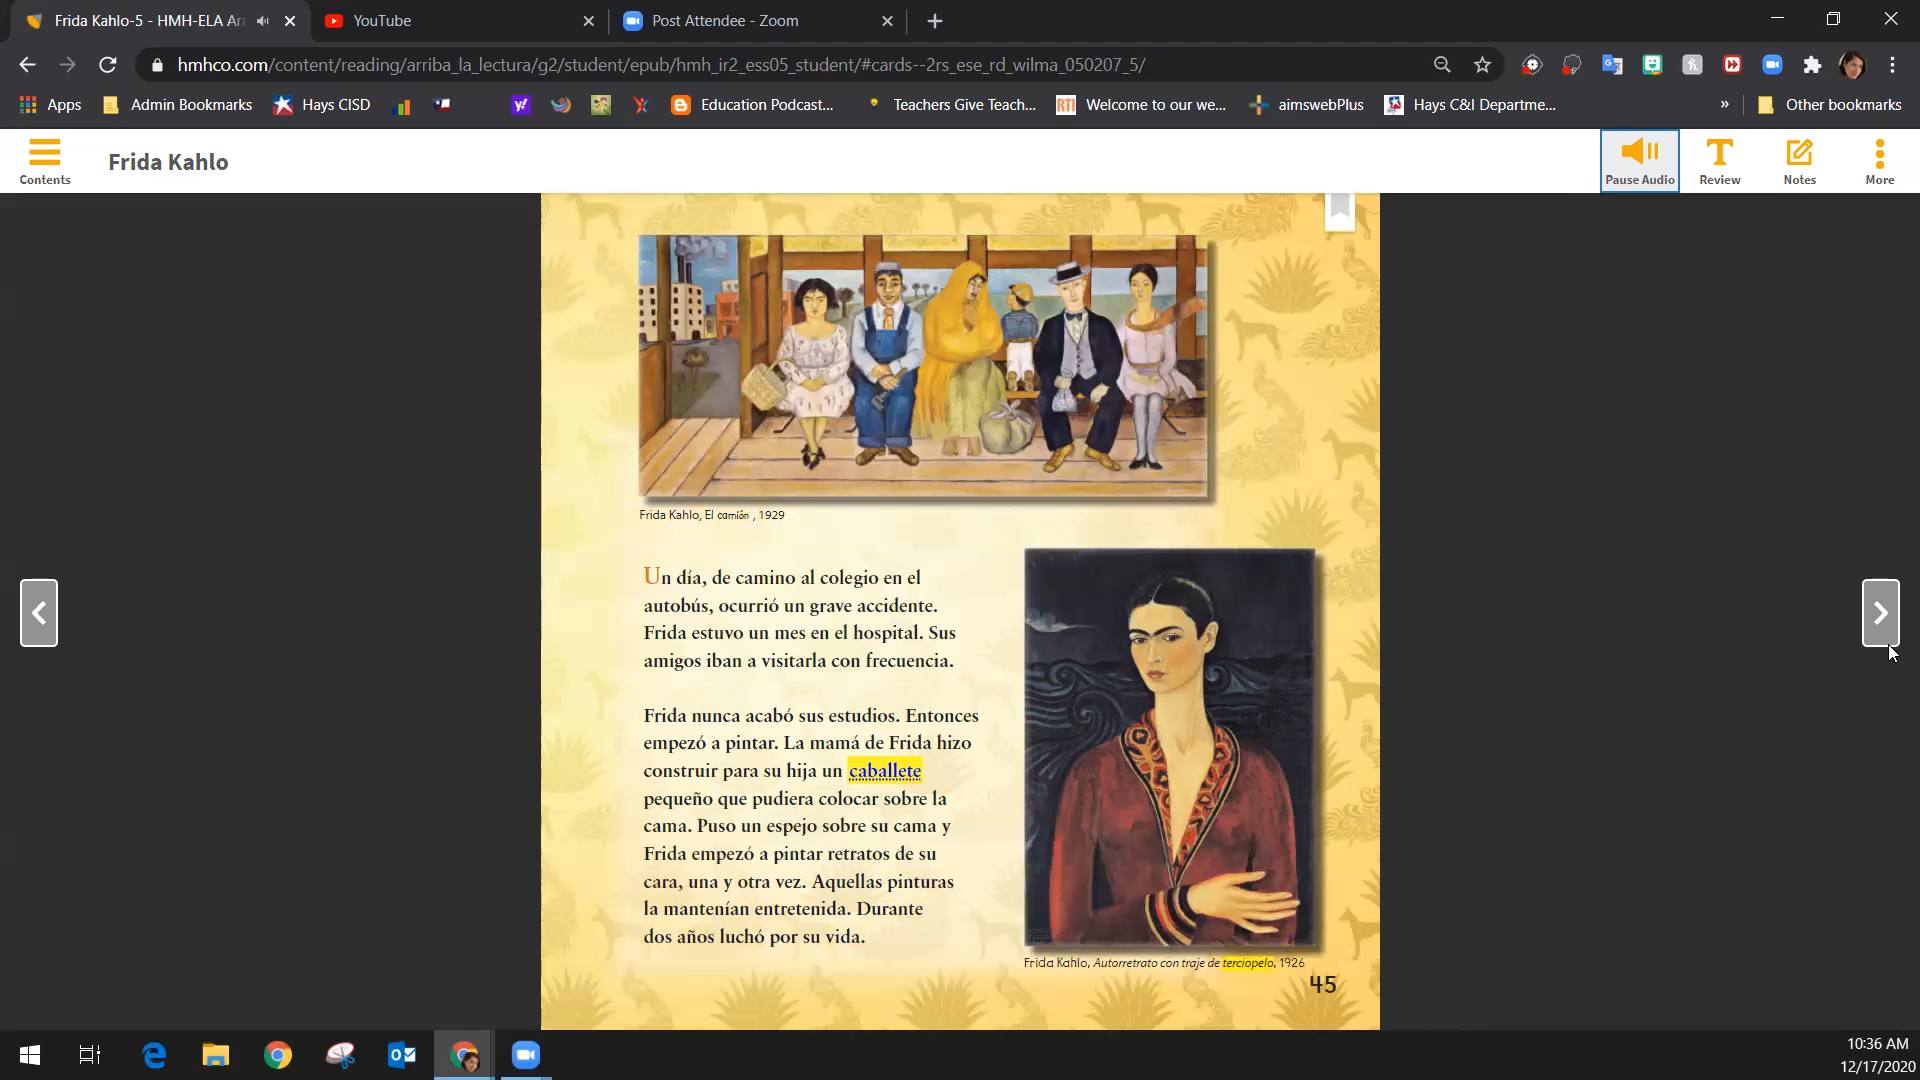 Frida Kahlo-5 - HMH-ELA Arr
YouTube
Post Attendee - Zoom
hmhco.com/content/reading/arriba_la_lectura/g2/student/epub/hmh_ir2_ess05_student/#cards--2rs_ese_rd_wilma_050207_5/
Apps
Admin Bookmarks
Hays CISD
Education Podcast...
Teachers Give Teach...
RTI
Welcome to our we...
aimswebPlus
Hays C&I Departme...
»
Other bookmarks
Contents
Frida Kahlo
Pause Audio
Review
Notes
More
Frida Kahlo, El camión , 1929
Un día, de camino al colegio en el
autobús, ocurrió un grave accidente.
Frida estuvo un mes en el hospital. Sus
amigos iban a visitarla con frecuencia.
Frida nunca acabó sus estudios. Entonces
empezó a pintar. La mamá de Frida hizo
construir para su hija un caballete
pequeño que pudiera colocar sobre la
cama. Puso un espejo sobre su cama y
Frida empezó a pintar retratos de su
cara, una y otra vez. Aquellas pinturas
la mantenían entretenida. Durante
dos años luchó por su vida.
Frida Kahlo, Autorretrato con traje de terciopelo, 1926
45
10:36 AM
12/17/2020